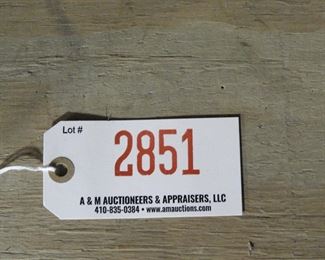 Lot #
2851
A & M AUCTIONEERS & APPRAISERS, LLC
410-835-0384 • www.amauctions.com